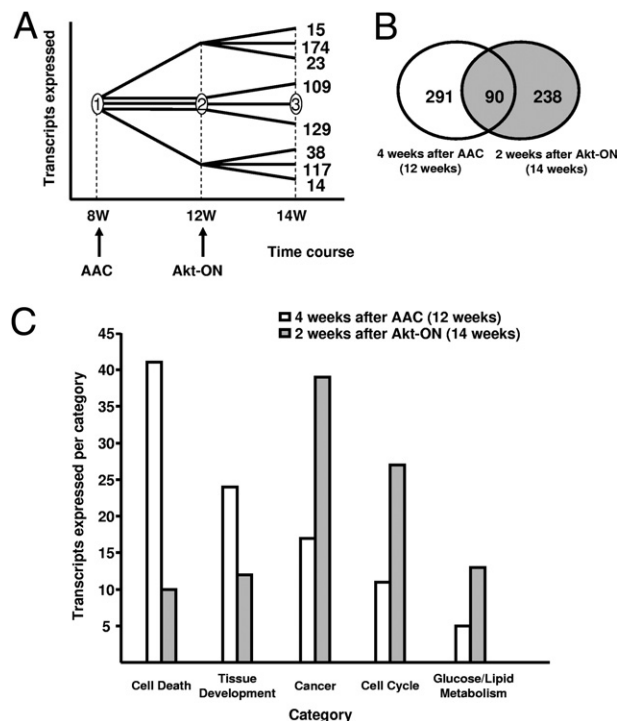 A
Transcripts expressed
15
174
23
109
129
38
117
14
1
2
3
8W
12W
14W
Time course
AAC
Akt-ON
B
291
90
238
4 weeks after AAC
(12 weeks)
2 weeks after Akt-ON
(14 weeks)
C
4 weeks after AAC (12 weeks)
2 weeks after Akt-ON (14 weeks)
Transcripts expressed per category
45
40
35
30
25
20
15
10
5
Cell Death
Tissue
Development
Cancer
Cell Cycle
Glucose/Lipid
Metabolism
Category